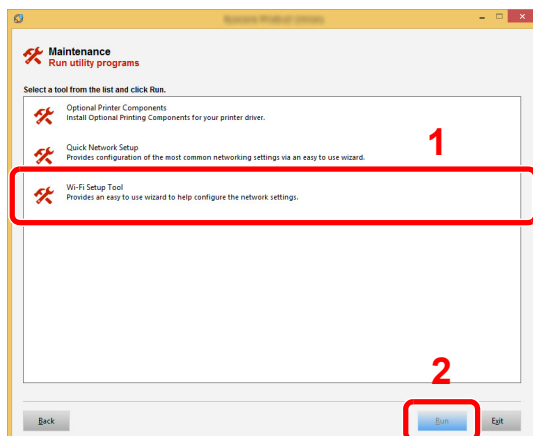 Maintenance
Run utility programs
Select a tool from the list and click Run.
Optional Printer Components
Install Optional Printing Components for your printer driver.
1
Quick Network Setup
Provides configuration of the most common networking settings via an easy to use wizard.
Wi-Fi Setup Tool
Provides an easy to use wizard to help configure the network settings.
2
Back
Run
Exit